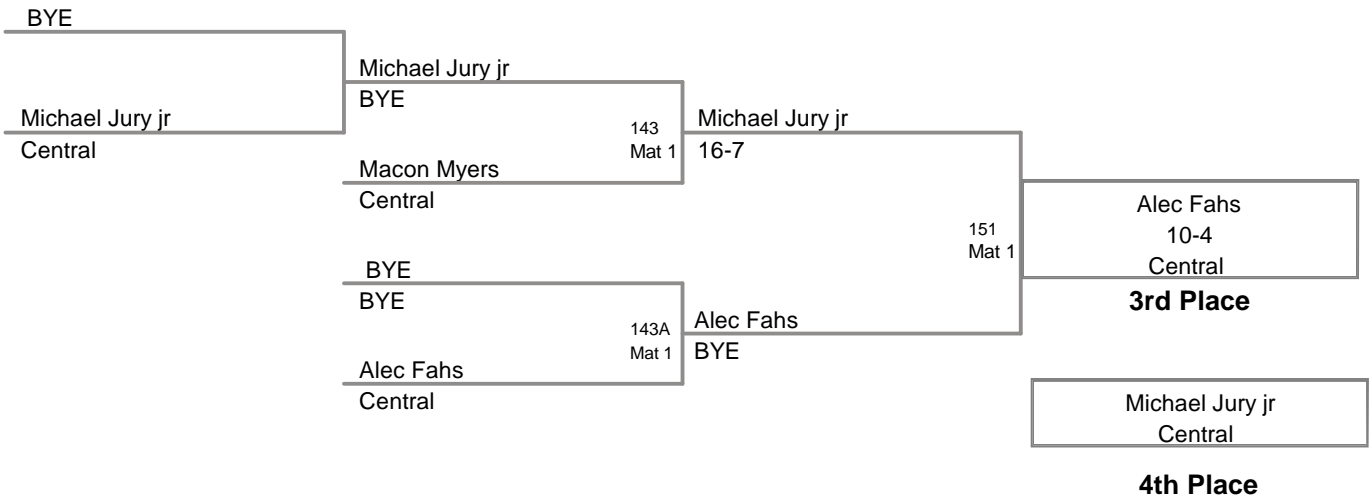 BYE
Michael Jury jr
Central
Michael Jury jr
BYE
143
Mat 1
Macon Myers
Central
BYE
BYE
143A
Mat 1
Alec Fahs
Central
Michael Jury jr
16-7
Alec Fahs
BYE
151
Mat 1
Alec Fahs
10-4
Central
3rd Place
Michael Jury jr
Central
4th Place